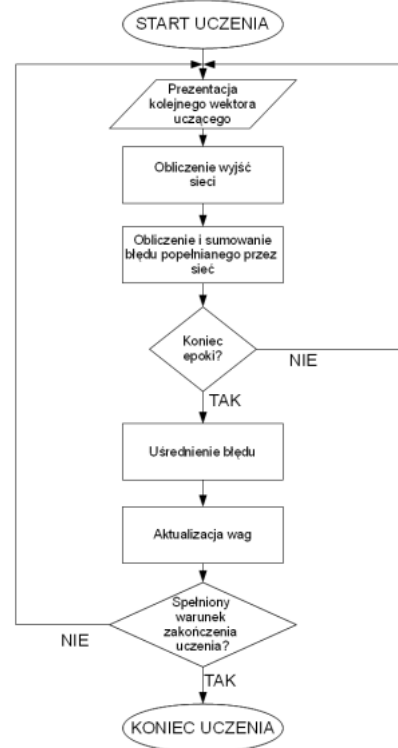 START UCZENIA
Prezentacja
kolejnego wektora
uczącego
Obliczenie wyjść
sieci
Obliczenie i sumowanie
błędu popełnianego przez
sieć
Koniec
epoki?
NIE
TAK
Uśrednienie błędu
Aktualizacja wag
Spełniony
warunek
zakończenia
uczenia?
NIE
TAK
KONIEC UCZENIA